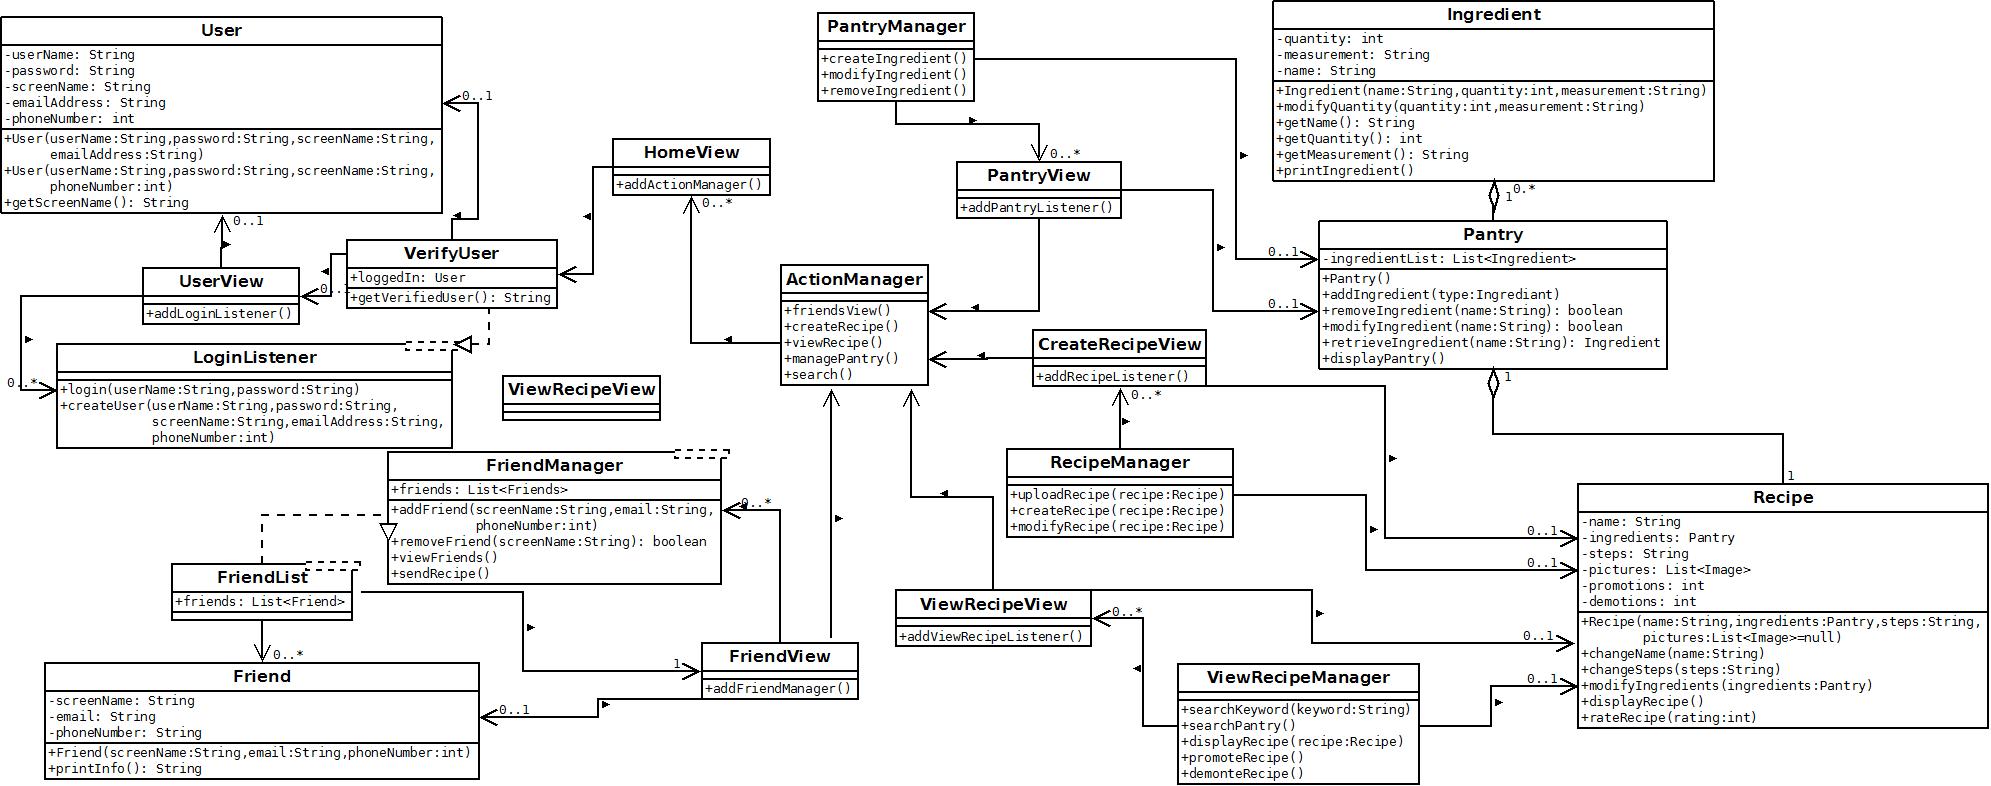 User
-userName: String
-password: String
-screenName: String
-emailAddress: String
-phoneNumber: int
+User(userName:String,password:String,screenName:String,
emailAddress:String)
+User(userName:String,password:String,screenName:String,
phoneNumber:int)
+getScreenName(): String
0..1
0..1
UserView
+addLoginListener()
VerifyUser
+loggedIn: User
+getVerifiedUser(): String
0..
0..*
LoginListener
+login(userName:String,password:String)
+createUser(userName:String,password:String,
screenName:String,emailAddress:String,
phoneNumber:int)
HomeView
+addActionManager()
0..*
PantryManager
+createIngredient()
+modifyIngredient()
+removeIngredient()
0..*
PantryView
+addPantryListener()
Ingredient
-quantity: int
-measurement: String
-name: String
+Ingredient(name:String,quantity:int,measurement:String)
+modifyQuantity(quantity:int,measurement:String)
+getName(): String
+getQuantity(): int
+getMeasurement(): String
+printIngredient()
0.*
1
Pantry
-ingredientList: List<Ingredient>
+Pantry()
+addIngredient(type:Ingrediant)
+removeIngredient(name:String): boolean
+modifyIngredient(name:String): boolean
+retrieveIngredient(name:String): Ingredient
+displayPantry()
0..1
0..1
1
1
ActionManager
+friendsView()
+createRecipe()
+viewRecipe()
+managePantry()
+search()
CreateRecipeView
+addRecipeListener()
0..*
ViewRecipeView
RecipeManager
+uploadRecipe(recipe:Recipe)
+createRecipe(recipe:Recipe)
+modifyRecipe(recipe:Recipe)
FriendManager
+friends: List<Friends>
+addFriend(screenName:String,email:String,
phoneNumber:int)
+removeFriend(screenName:String): boolean
+viewFriends()
+sendRecipe()
0..*
FriendList
+friends: List<Friend>
0..*
Friend
-screenName: String
-email: String
-phoneNumber: String
+Friend(screenName:String,email:String,phoneNumber:int)
+printInfo(): String
0..1
1
FriendView
+addFriendManager()
ViewRecipeView
+addViewRecipeListener()
0..*
ViewRecipeManager
+searchKeyword(keyword:String)
+searchPantry()
+displayRecipe(recipe:Recipe)
+promoteRecipe()
+demonteRecipe()
0..1
0..1
0..1
0..1
Recipe
-name: String
-ingredients: Pantry
-steps: String
-pictures: List<Image>
-promotions: int
-demotions: int
+Recipe(name:String,ingredients:Pantry,steps:String,
pictures:List<Image>=null)
+changeName(name:String)
+changeSteps(steps:String)
+modifyIngredients(ingredients:Pantry)
+displayRecipe()
+rateRecipe(rating:int)